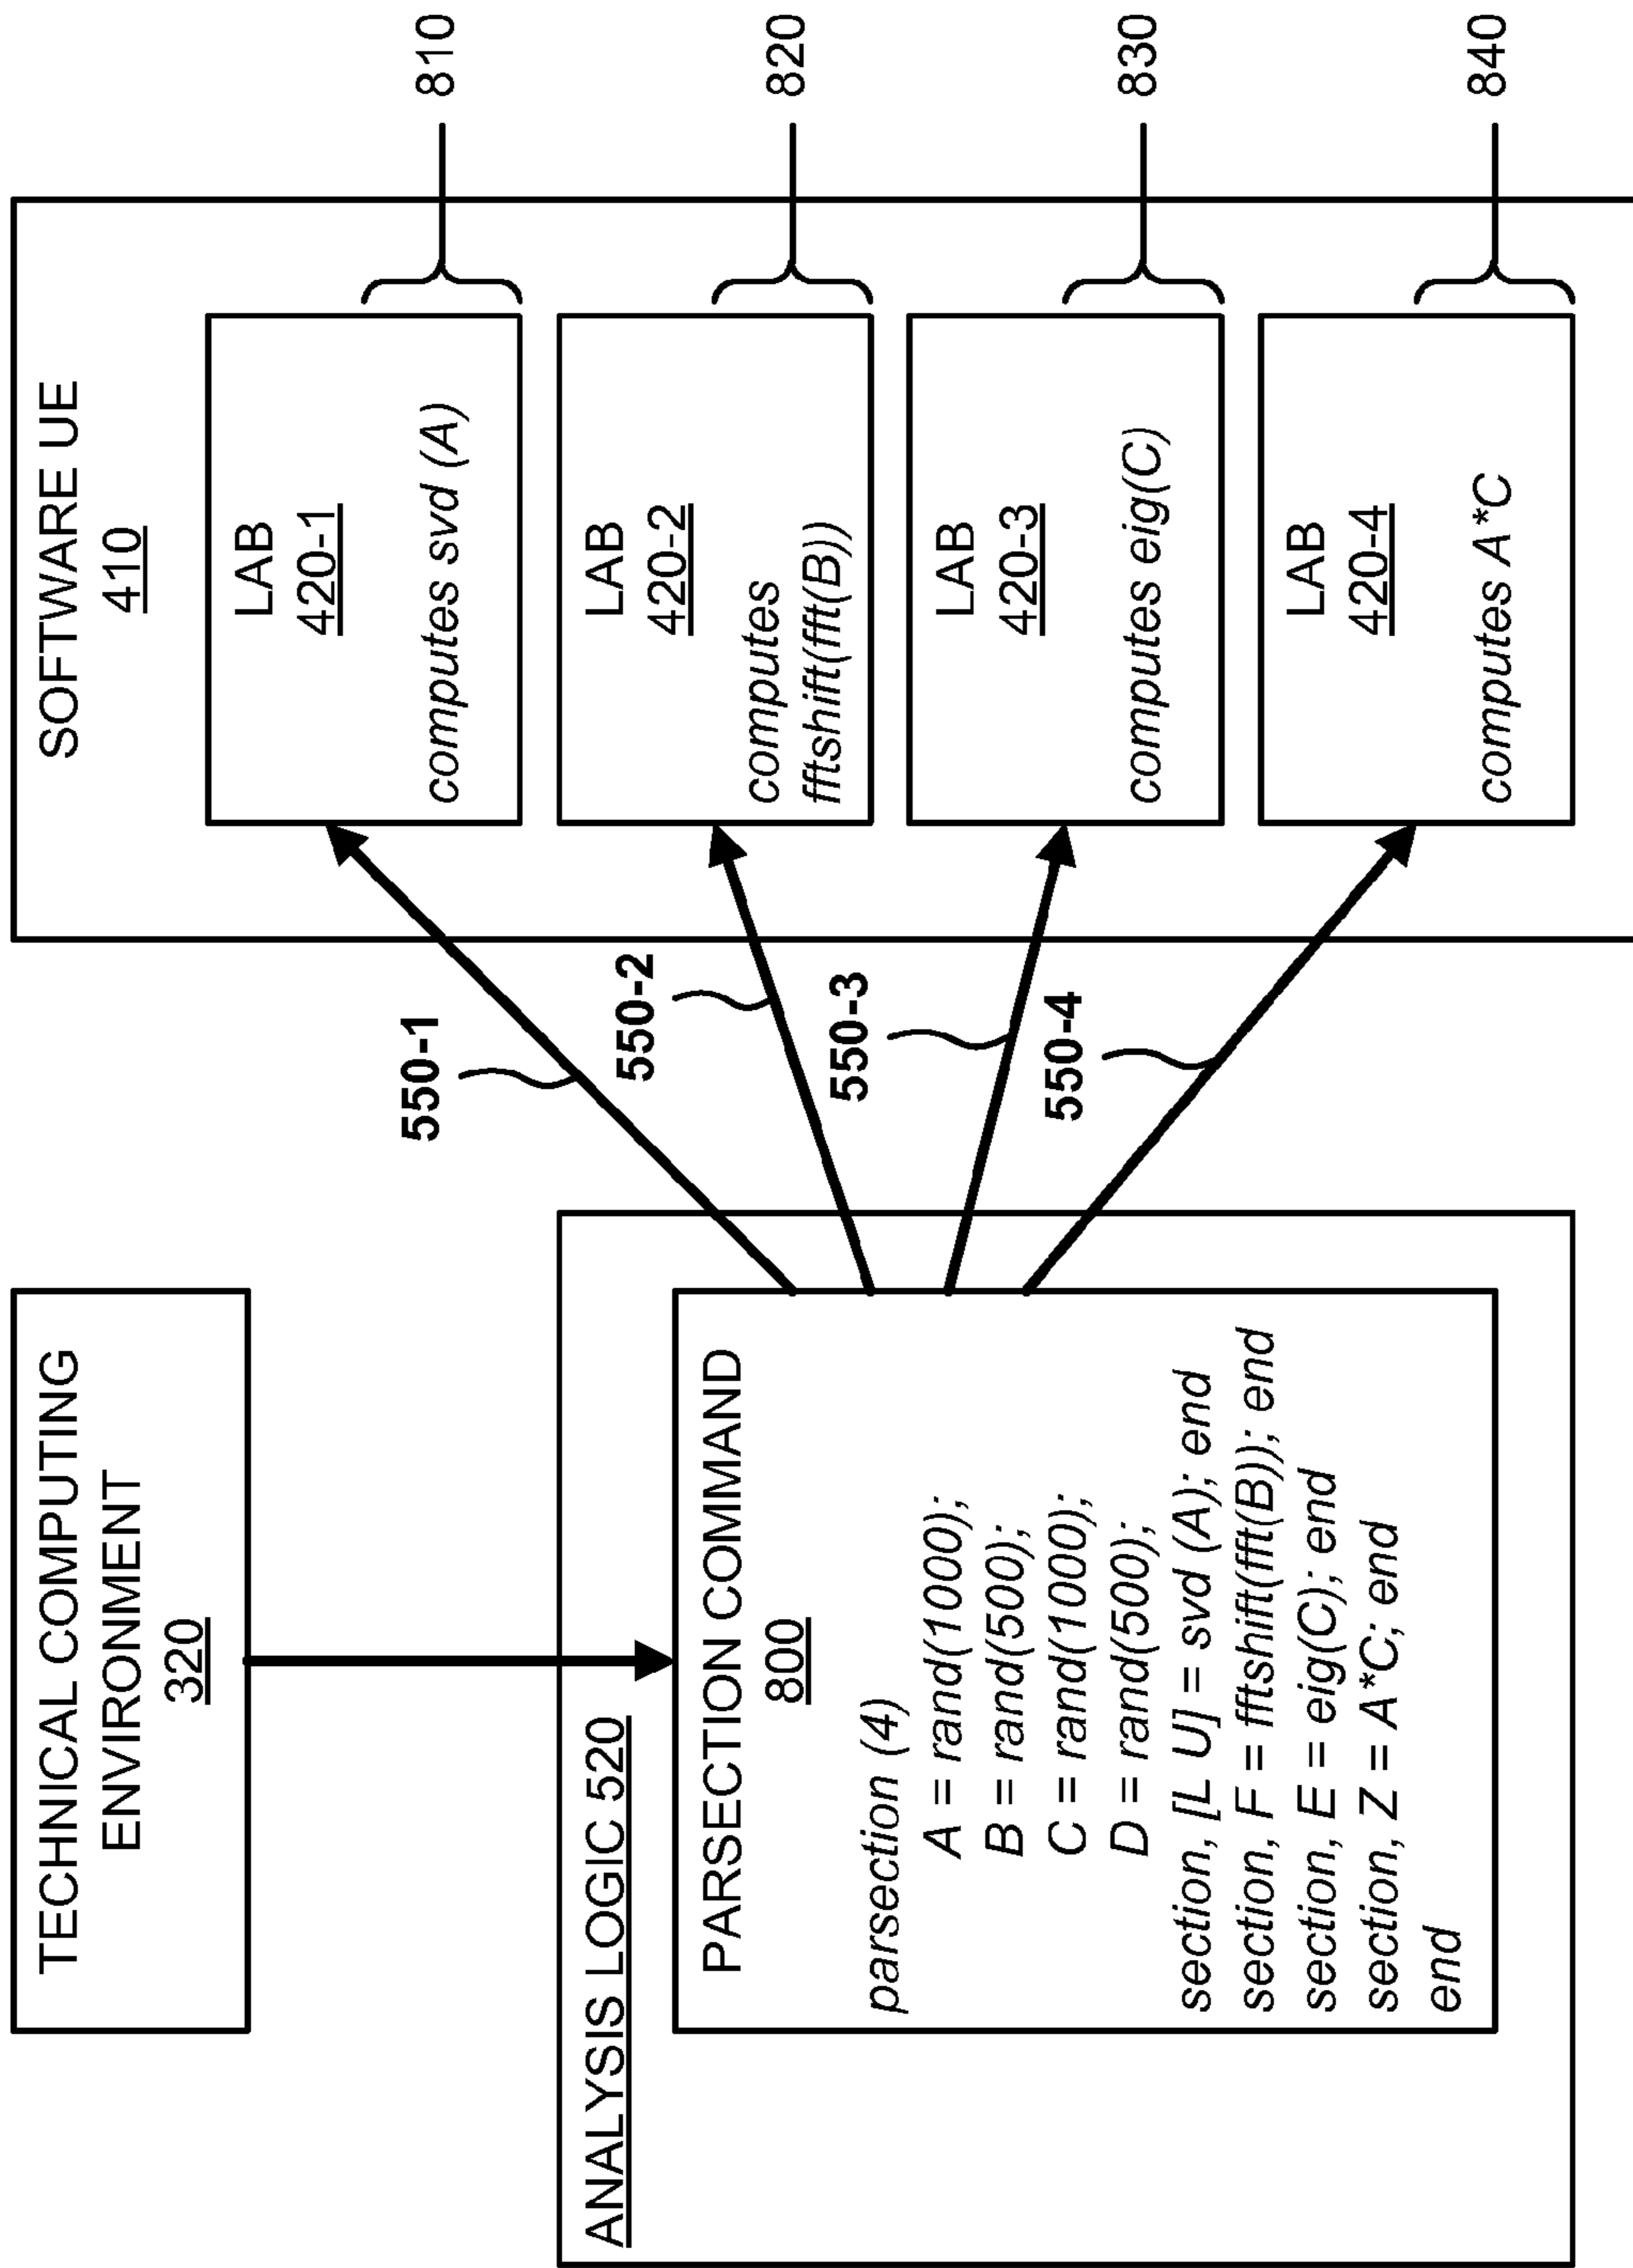 TECHNICAL COMPUTING
ENVIRONMENT
320
ANALYSIS LOGIC 520
PARSECTION COMMAND
800
parsection (4)
A = rand(1000);
B = rand(500);
C = rand(1000);
D = rand(500);
section, [L U] = svd (A); end
section, F = fftshift(fft(B)); end
section, E = eig(C); end
section, Z = A*C; end
end
550-1
550-2
550-3
550-4
SOFTWARE UE
410
LAB
420-1
computes svd (A)
810
LAB
420-2
computes
fftshift(fft(B))
820
LAB
420-3
computes eig(C)
830
LAB
420-4
computes A*C
840